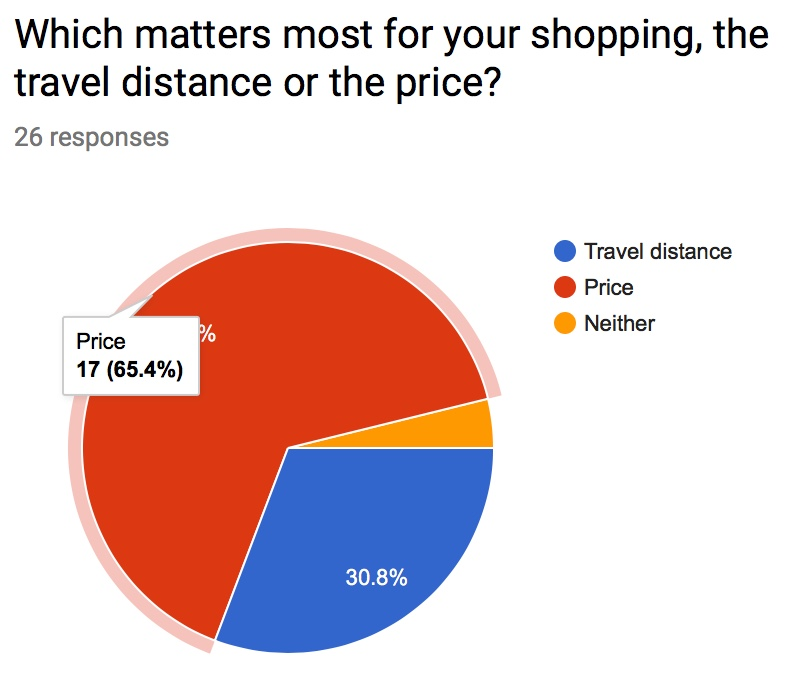 Which matters most for your shopping, the
travel distance or the price?
26 responses
Travel distance
Price
Neither
%
Price
17 (65.4%)
30.8%